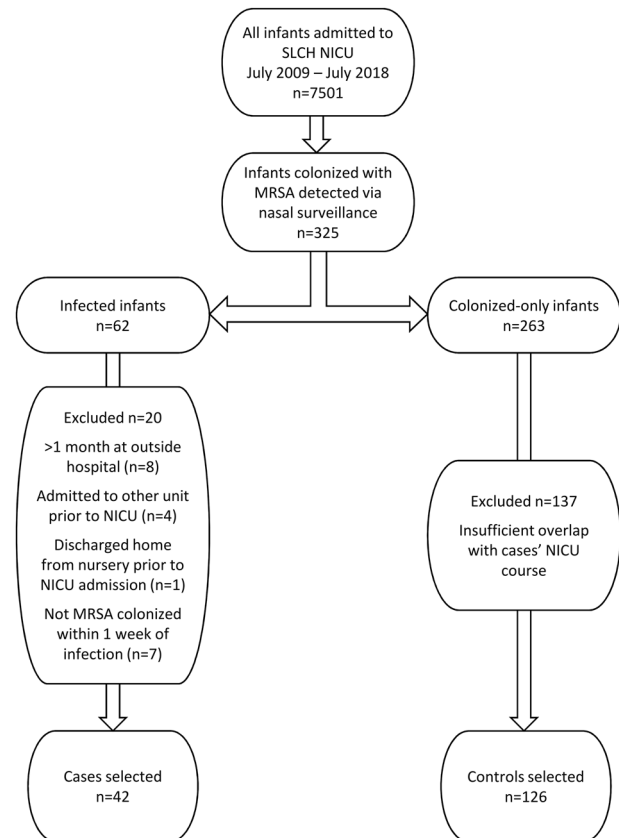 All infants admitted to
SLCH NICU
July 2009 – July 2018
n=7501
Infants colonized with
MRSA detected via
nasal surveillance
n=325
Infected infants
n=62
Colonized-only infants
n=263
Excluded n=20
>1 month at outside
hospital (n=8)
Admitted to other unit
prior to NICU (n=4)
Discharged home
from nursery prior to
NICU admission (n=1)
Not MRSA colonized
within 1 week of
infection (n=7)
Excluded n=137
Insufficient overlap
with cases’ NICU
course
Cases selected
n=42
Controls selected
n=126